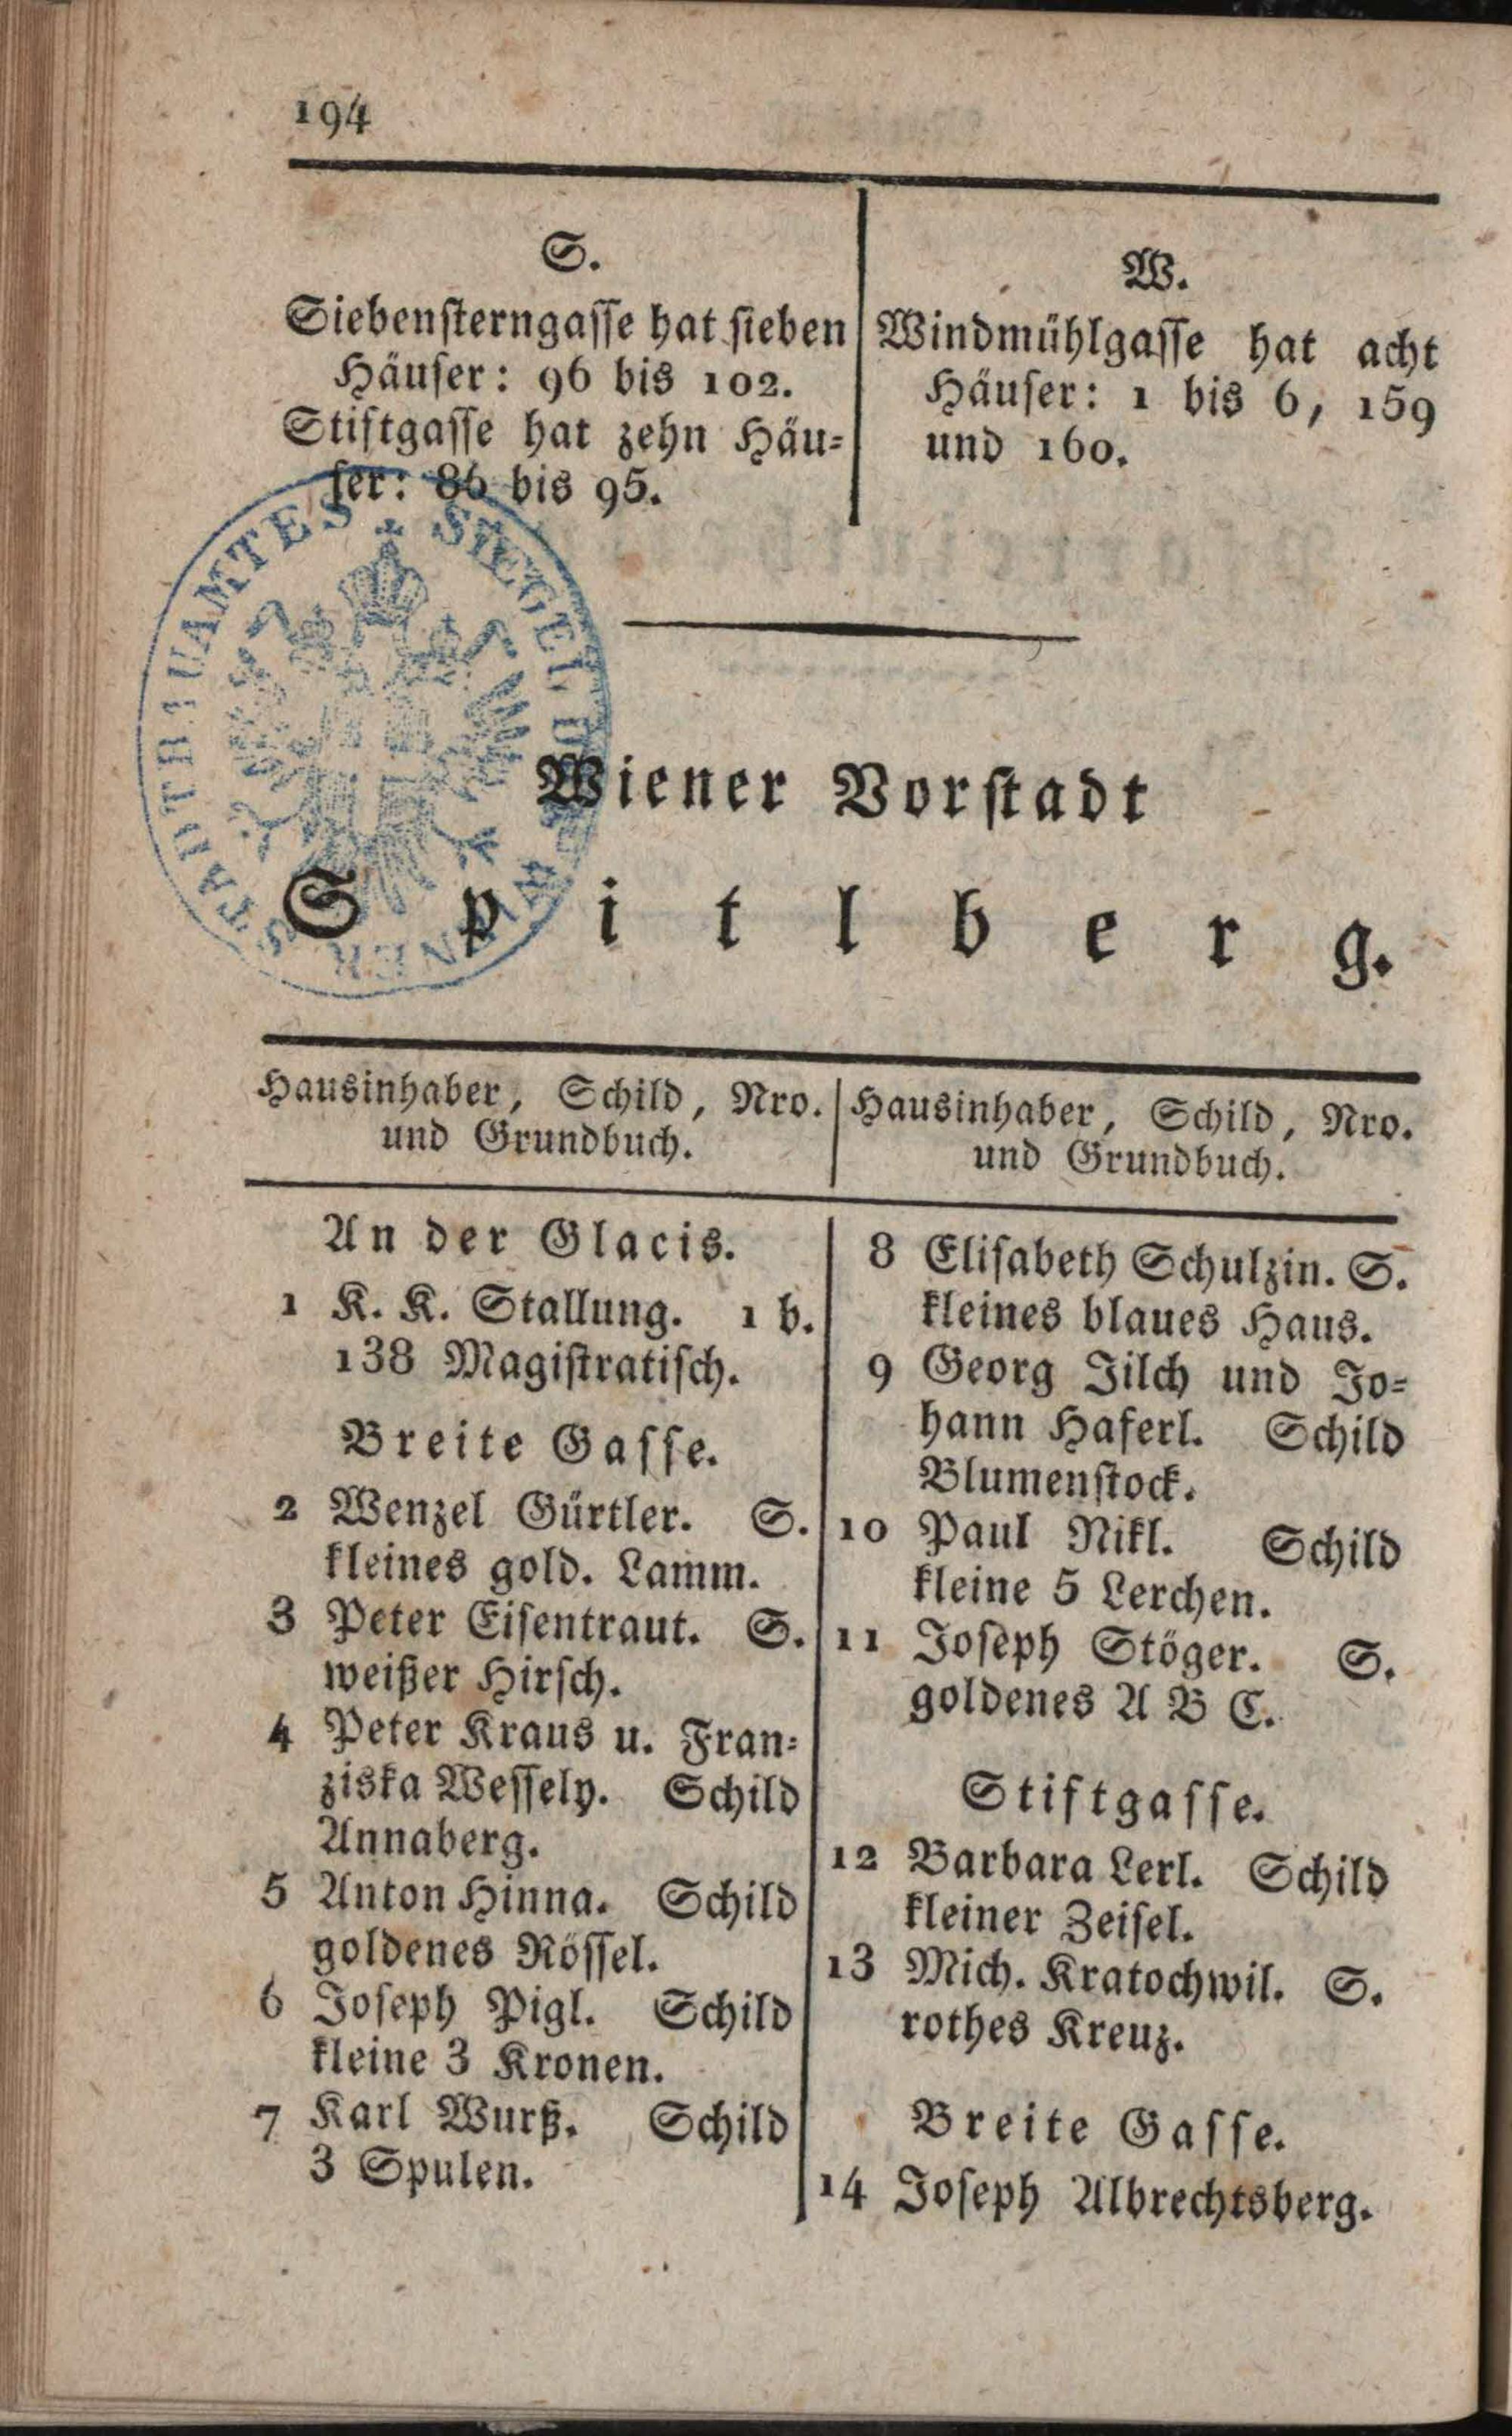 194
S.
Siebensterngasse hat sieben
Häuser: 96 bis 102.
Stiftgasse hat zehn Häu=
ser: 86 bis 95.
W.
Windmühlgasse hat acht
Häuser: 1 bis 6, 159
und 160.
SIEGEL D WIENER STADTBAUAMTES
Wiener Vorstadt
Spitlberg.
Hausinhaber, Schild, Nro.
und Grundbuch.
An der Glacis.
1 K. K. Stallung. 1 b.
138 Magistratisch.
Breite Gasse.
2 Wenzel Gürtler. S.
kleines gold. Lamm.
3 Peter Eisentraut. S.
weißer Hirsch.
4 Peter Kraus u. Fran=
ziska Wessely. Schild
Annaberg.
5 Anton Hinna. Schild
goldenes Rössel.
6 Joseph Pigl. Schild
kleine 3 Kronen.
7 Karl Wurß. Schild
3 Spulen.
Hausinhaber, Schild, Nro.
und Grundbuch.
8 Elisabeth Schulzin. S.
kleines blaues Haus.
9 Georg Jilch und Jo=
hann Haferl. Schild
Blumenstock.
10 Paul Nikl. Schild
kleine 5 Lerchen.
11 Joseph Stöger. S.
goldenes A B C.
Stiftgasse.
12 Barbara Lerl. Schild
kleiner Zeisel.
13 Mich. Kratochwil. S.
rothes Kreuz.
Breite Gasse.
14 Joseph Albrechtsberg.